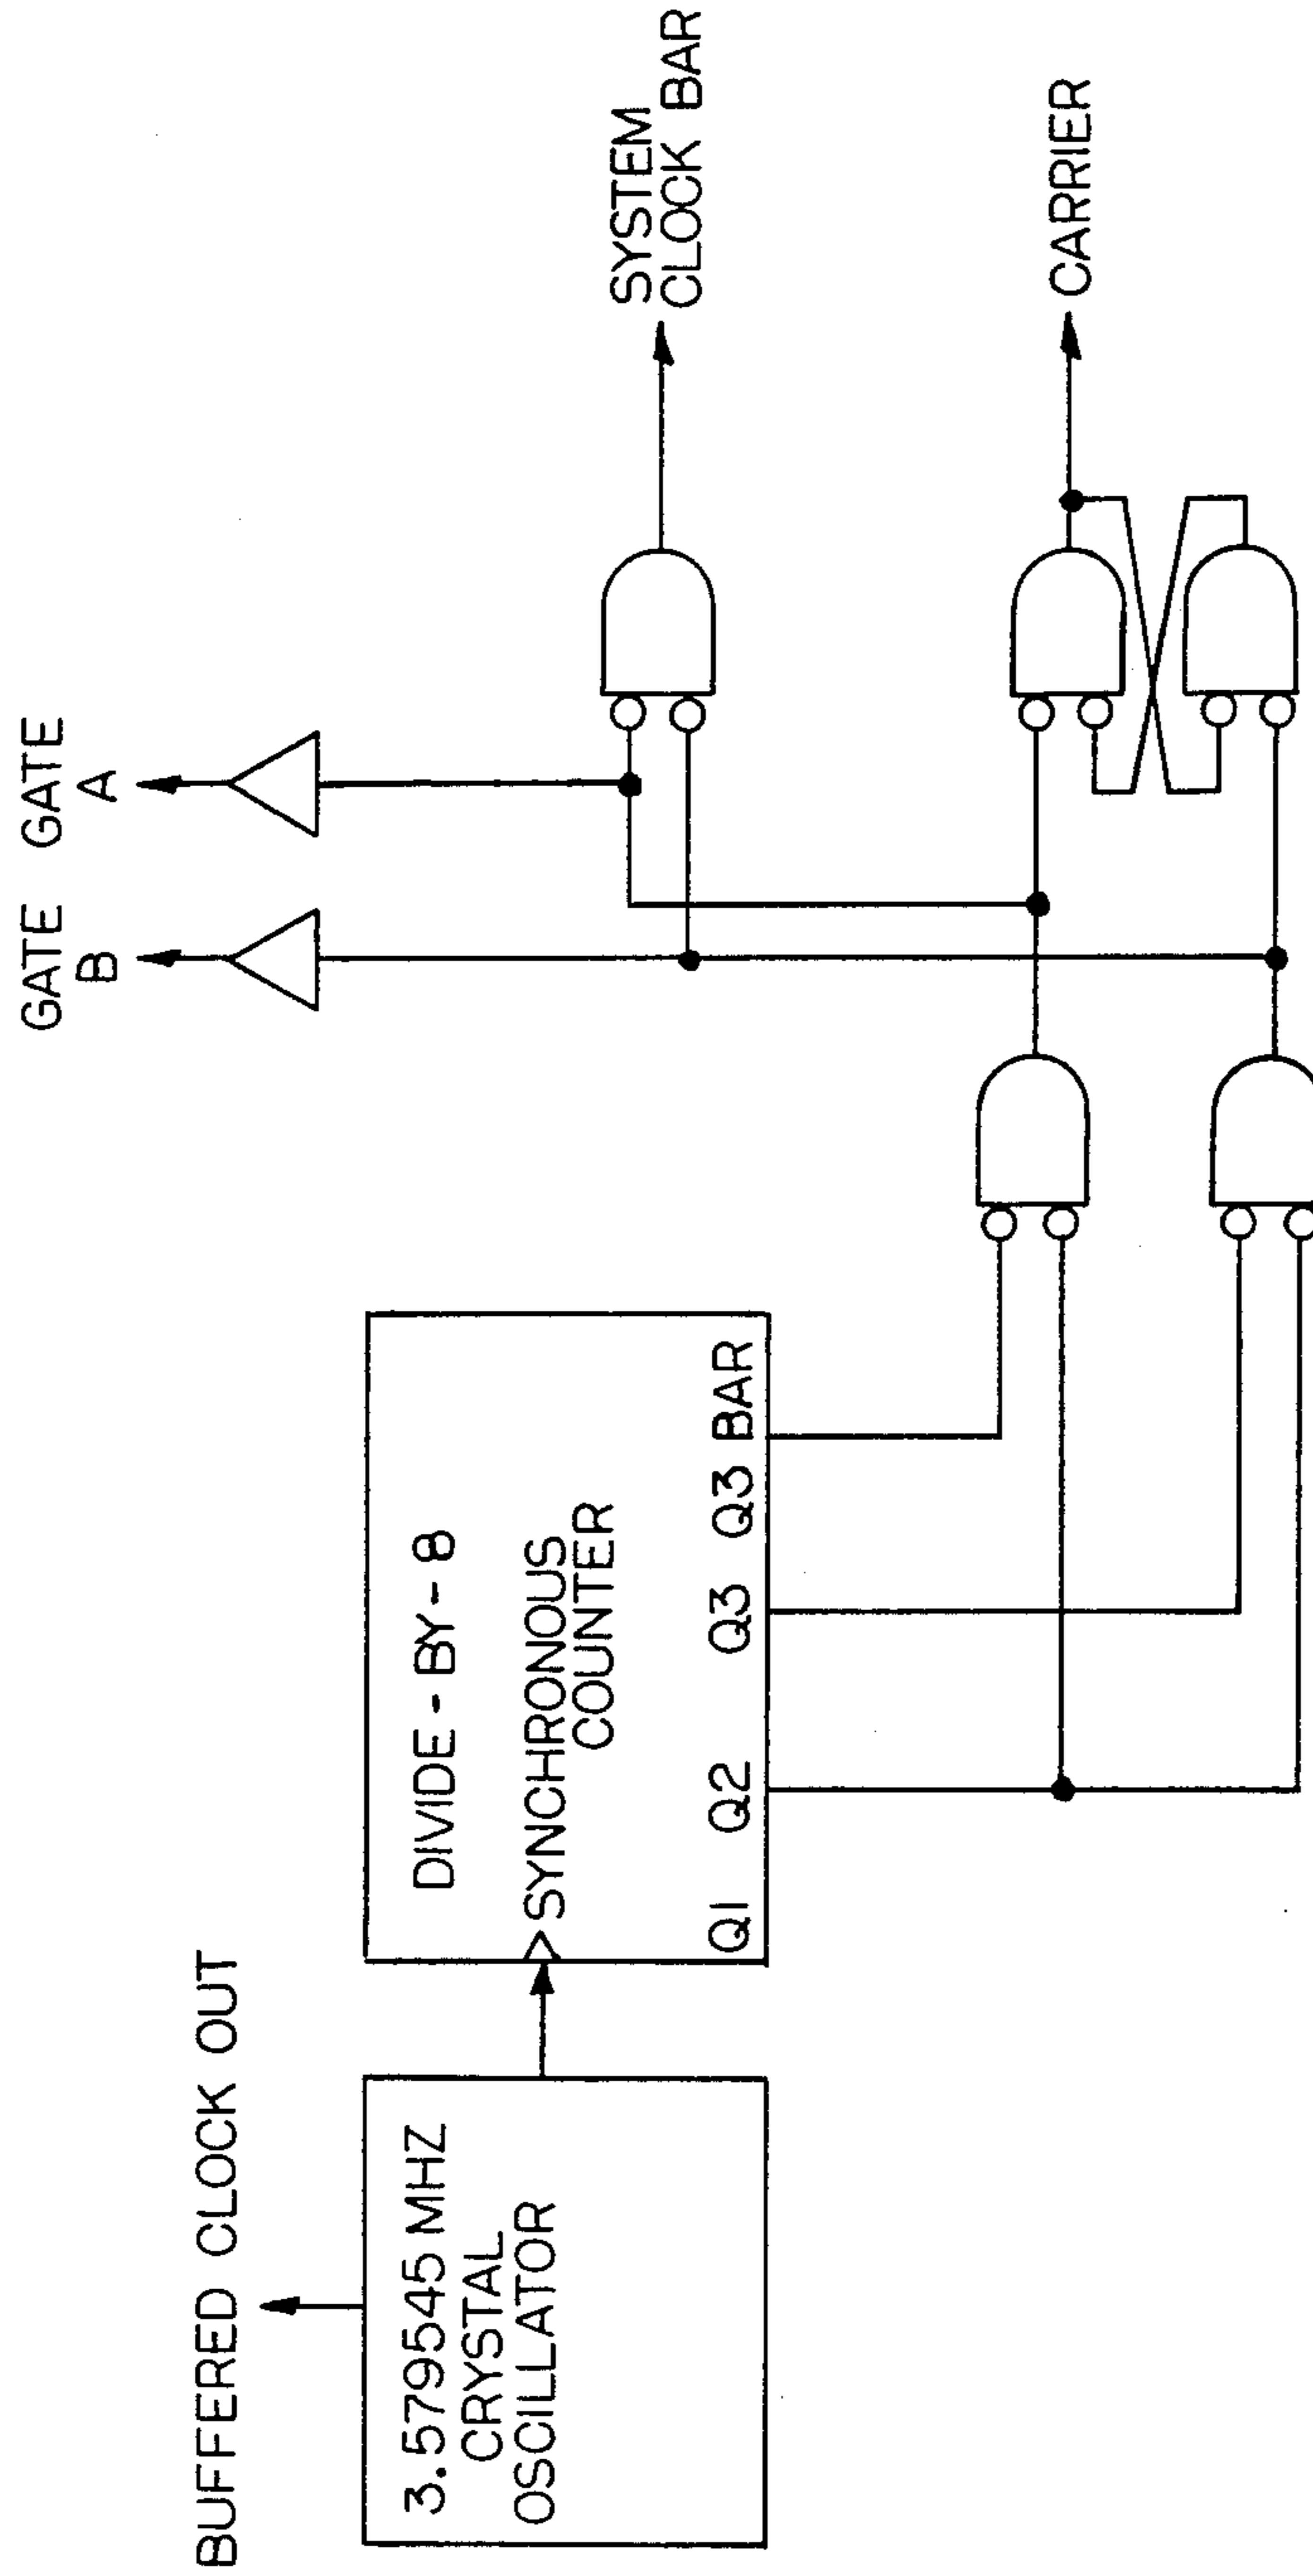 BUFFERED CLOCK OUT
3.579545 MHZ
CRYSTAL
OSCILLATOR
DIVIDE-BY-8
SYNCHRONOUS
COUNTER
Q1 Q2 Q3 Q3 BAR
GATE
B
GATE
A
SYSTEM
CLOCK BAR
CARRIER